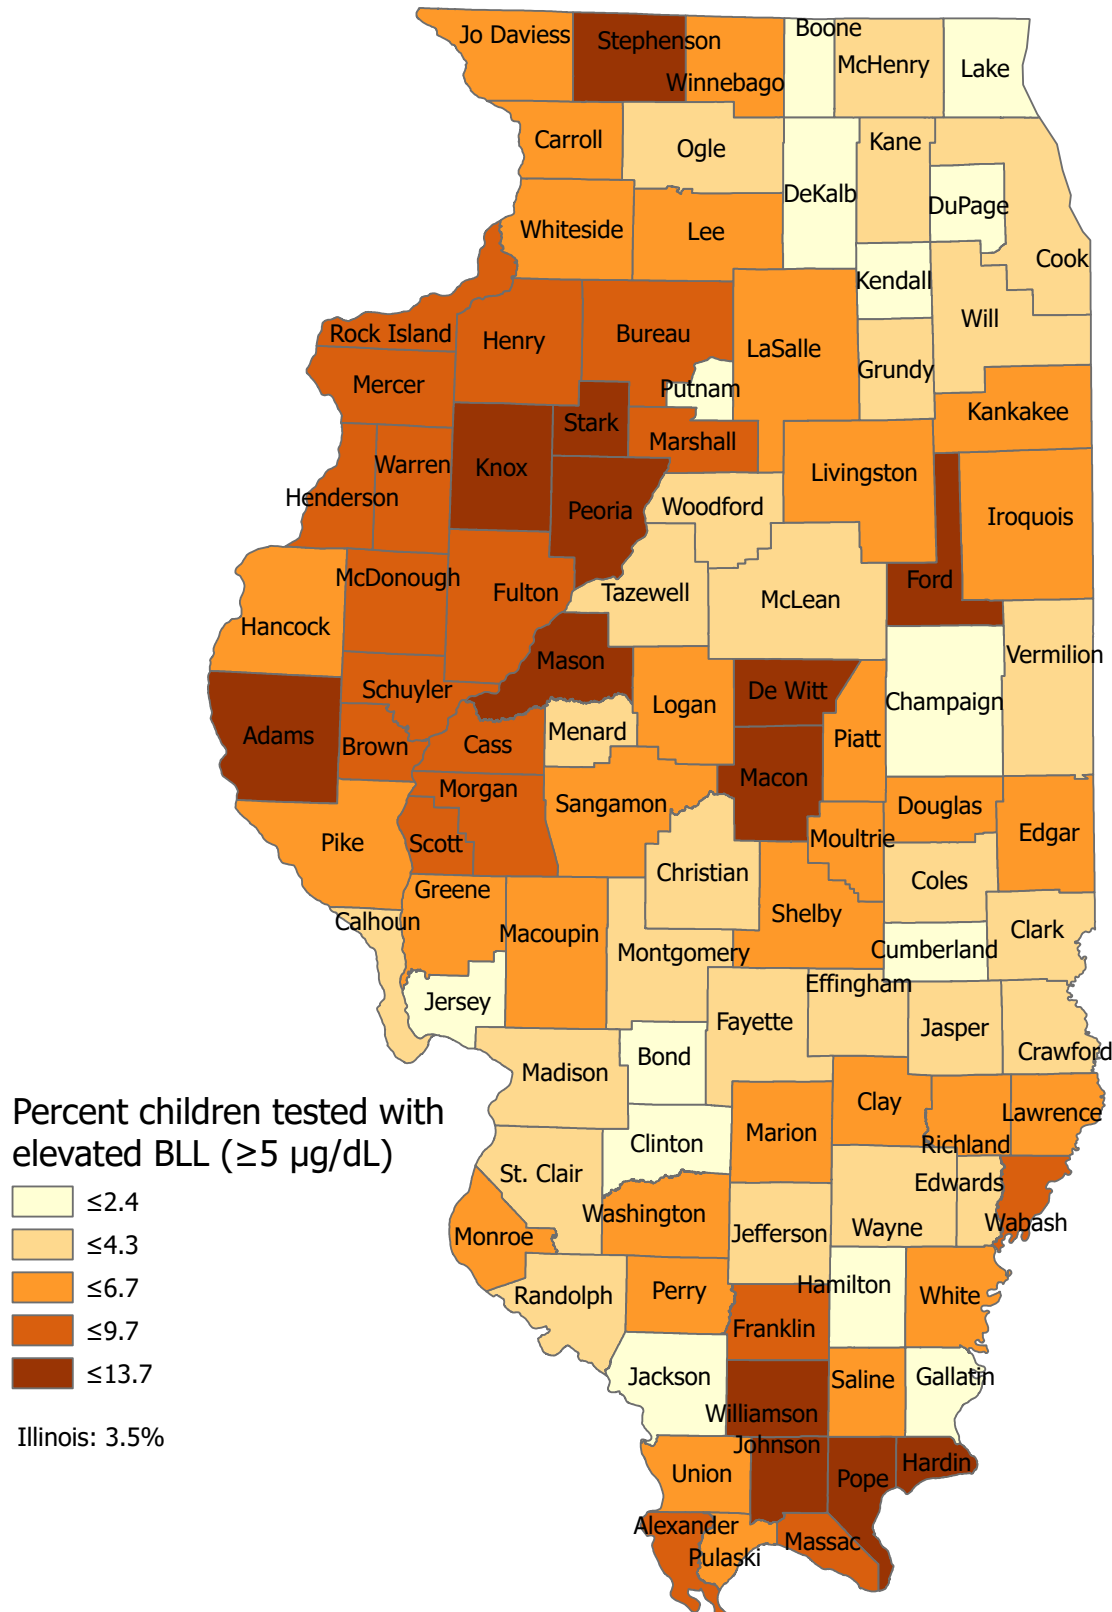 Jo Daviess
Stephenson
Winnebago
Boone
McHenry
Lake
Carroll
Ogle
Kane
DeKalb
DuPage
Cook
Whiteside
Lee
Kendall
Will
Rock Island
Henry
Bureau
LaSalle
Grundy
Mercer
Putnam
Kankakee
Stark
Marshall
Warren
Knox
Livingston
Henderson
Peoria
Woodford
Iroquois
McDonough
Fulton
Tazewell
McLean
Ford
Hancock
Mason
Vermilion
Schuyler
Logan
De Witt
Champaign
Adams
Brown
Cass
Menard
Piatt
Morgan
Sangamon
Macon
Douglas
Pike
Scott
Moultrie
Edgar
Christian
Coles
Greene
Calhoun
Macoupin
Shelby
Clark
Montgomery
Cumberland
Effingham
Jersey
Fayette
Jasper
Crawford
Bond
Madison
Clay
Lawrence
Marion
Richland
Clinton
St. Clair
Edwards
Washington
Wabash
Monroe
Jefferson
Wayne
Randolph
Perry
Hamilton
White
Franklin
Jackson
Saline
Gallatin
Williamson
Johnson
Hardin
Union
Pope
Alexander
Massac
Pulaski
Percent children tested with
elevated BLL (≥5 µg/dL)
≤2.4
≤4.3
≤6.7
≤9.7
≤13.7
Illinois: 3.5%